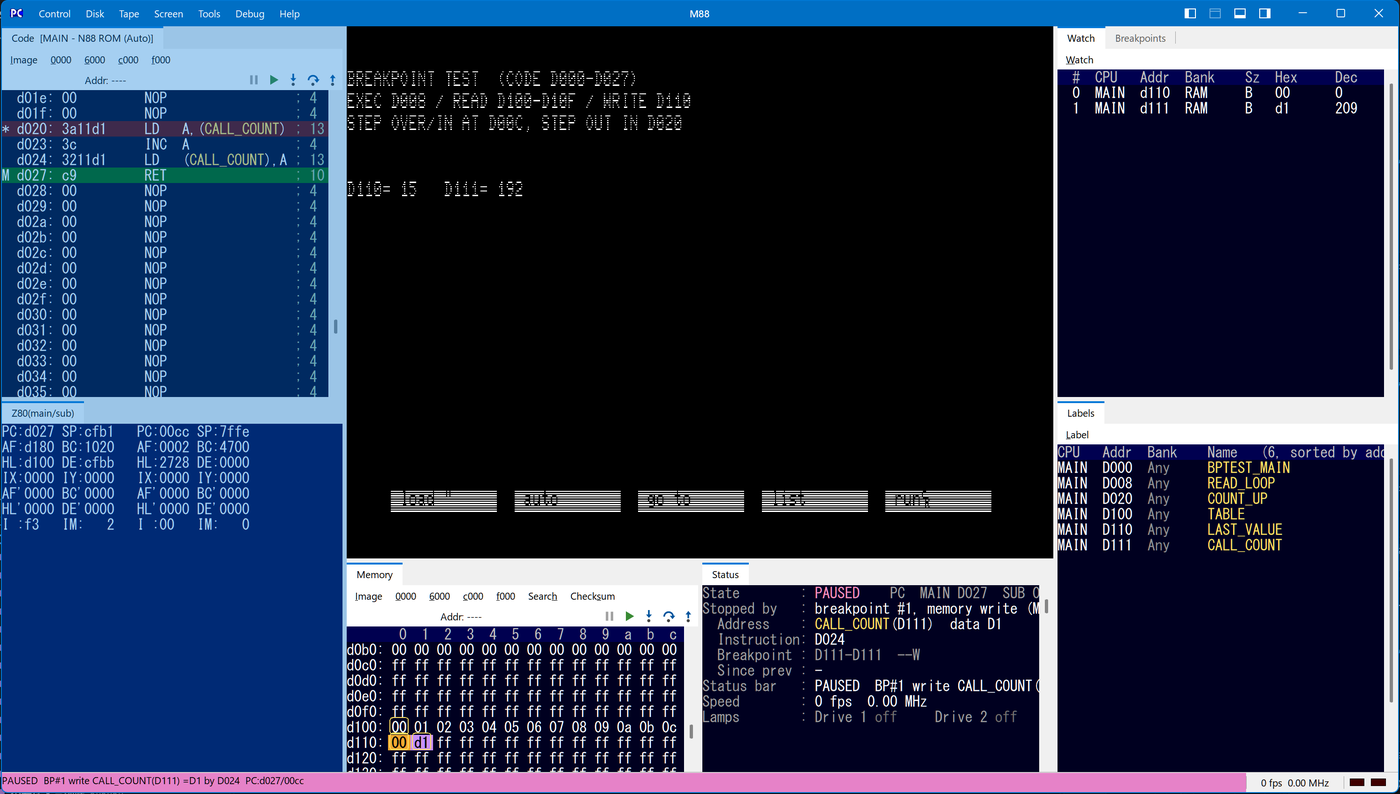 PC Control Disk Tape Screen Tools Debug Help M88
Code [MAIN - N88 ROM (Auto)]
Image 0000 6000 c000 f000
Addr: ----
d01e: 00 NOP ; 4
d01f: 00 NOP ; 4
* d020: 3a11d1 LD A,(CALL_COUNT) ; 13
d023: 3c INC A ; 4
d024: 3211d1 LD (CALL_COUNT),A ; 13
M d027: c9 RET ; 10
d028: 00 NOP ; 4
d029: 00 NOP ; 4
d02a: 00 NOP ; 4
d02b: 00 NOP ; 4
d02c: 00 NOP ; 4
d02d: 00 NOP ; 4
d02e: 00 NOP ; 4
d02f: 00 NOP ; 4
d030: 00 NOP ; 4
d031: 00 NOP ; 4
d032: 00 NOP ; 4
d033: 00 NOP ; 4
d034: 00 NOP ; 4
d035: 00 NOP ; 4
Z80(main/sub)
PC:d027 SP:cfb1 PC:00cc SP:7ffe
AF:d180 BC:1020 AF:0002 BC:4700
HL:d100 DE:cfbb HL:2728 DE:0000
IX:0000 IY:0000 IX:0000 IY:0000
AF'0000 BC'0000 AF'0000 BC'0000
HL'0000 DE'0000 HL'0000 DE'0000
I :f3 IM: 2 I :00 IM: 0
BREAKPOINT TEST (CODE D000-D027)
EXEC D008 / READ D100-D10F / WRITE D110
STEP OVER/IN AT D00C, STEP OUT IN D020
D110= 15 D111= 192
load "
auto
go to
list
run
Memory
Image 0000 6000 c000 f000 Search Checksum
Addr: ----
0 1 2 3 4 5 6 7 8 9 a b c
d0b0: 00 00 00 00 00 00 00 00 00 00 00 00 00
d0c0: ff ff ff ff ff ff ff ff ff ff ff ff ff
d0d0: ff ff ff ff ff ff ff ff ff ff ff ff ff
d0e0: ff ff ff ff ff ff ff ff ff ff ff ff ff
d0f0: ff ff ff ff ff ff ff ff ff ff ff ff ff
d100: 00 01 02 03 04 05 06 07 08 09 0a 0b 0c
d110: 00 d1 ff ff ff ff ff ff ff ff ff ff ff
d120: ff ff ff ff ff ff ff ff ff ff ff ff ff
Status
State : PAUSED PC MAIN D027 SUB 0
Stopped by : breakpoint #1, memory write (M
Address : CALL_COUNT(D111) data D1
Instruction: D024
Breakpoint : D111-D111 --W
Since prev : -
Status bar : PAUSED BP#1 write CALL_COUNT(
Speed : 0 fps 0.00 MHz
Lamps : Drive 1 off Drive 2 off
Watch Breakpoints
Watch
# CPU Addr Bank Sz Hex Dec
0 MAIN d110 RAM B 00 0
1 MAIN d111 RAM B d1 209
Labels
Label
CPU Addr Bank Name (6, sorted by add
MAIN D000 Any BPTEST_MAIN
MAIN D008 Any READ_LOOP
MAIN D020 Any COUNT_UP
MAIN D100 Any TABLE
MAIN D110 Any LAST_VALUE
MAIN D111 Any CALL_COUNT
PAUSED BP#1 write CALL_COUNT(D111) =D1 by D024 PC:d027/00cc
0 fps 0.00 MHz